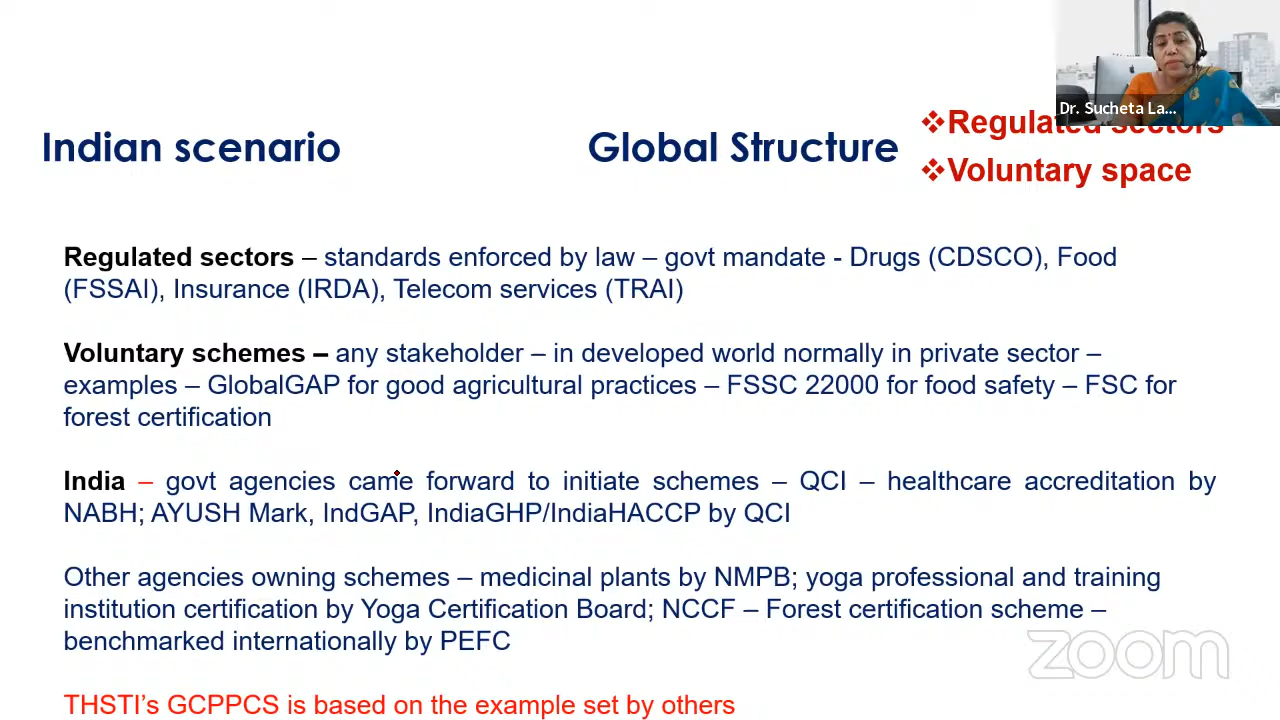 Dr. Sucheta La...
Indian scenario
Global Structure
❖Regulated sectors
❖Voluntary space
Regulated sectors – standards enforced by law – govt mandate - Drugs (CDSCO), Food
(FSSAI), Insurance (IRDA), Telecom services (TRAI)
Voluntary schemes – any stakeholder – in developed world normally in private sector –
examples – GlobalGAP for good agricultural practices – FSSC 22000 for food safety – FSC for
forest certification
India – govt agencies came forward to initiate schemes – QCI – healthcare accreditation by
NABH; AYUSH Mark, IndGAP, IndiaGHP/IndiaHACCP by QCI
Other agencies owning schemes – medicinal plants by NMPB; yoga professional and training
institution certification by Yoga Certification Board; NCCF – Forest certification scheme –
benchmarked internationally by PEFC
zoom
THSTI’s GCPPCS is based on the example set by others